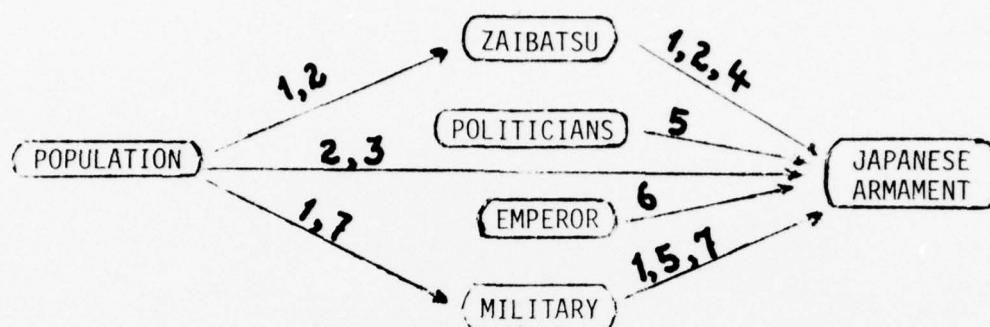 ZAIBATSU
1,2,4
1,2
POLITICIANS
5
POPULATION
2,3
JAPANESE
ARMAMENT
EMPEROR
6
1,7
1,5,7
MILITARY